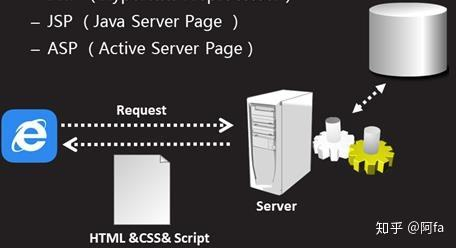 – JSP ( Java Server Page )
– ASP ( Active Server Page )
Request
Server
HTML &CSS& Script
知乎 @阿fa